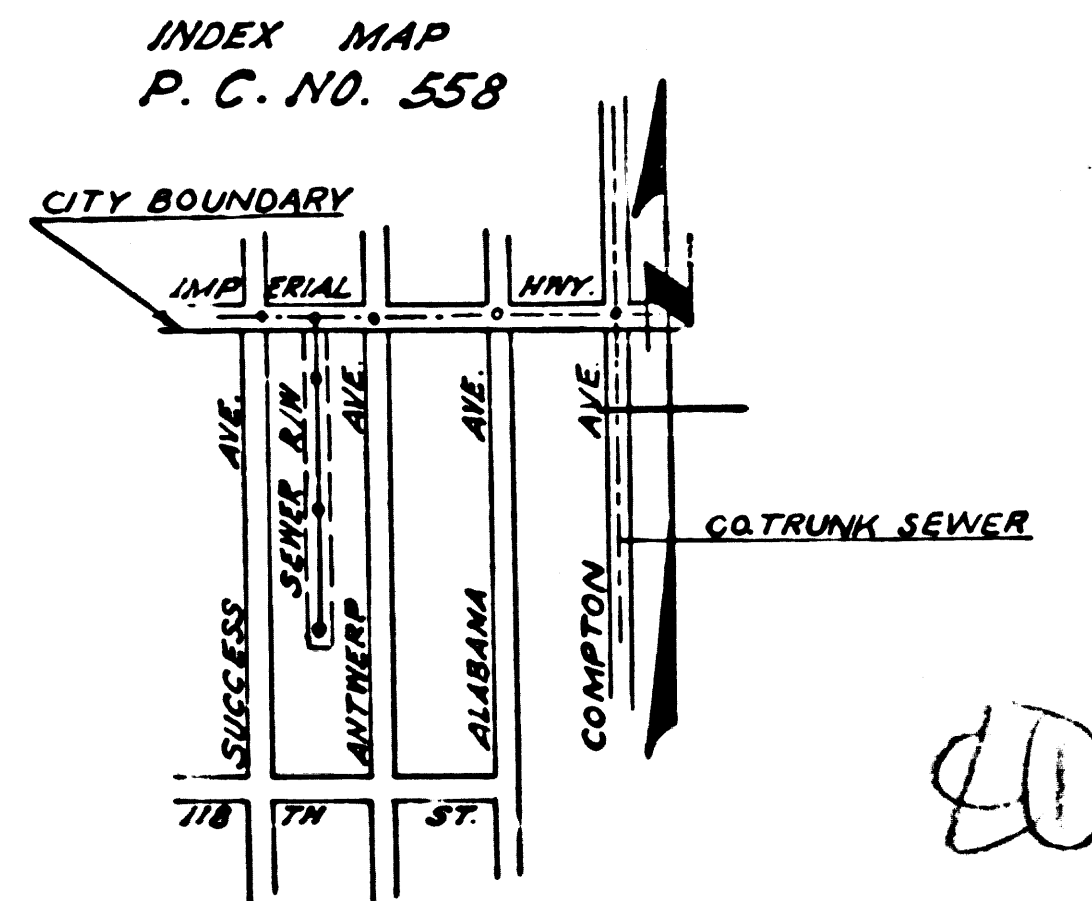 INDEX MAP
P. C. NO. 558
CITY BOUNDARY
IMPERIAL HWY.
SUCCESS AVE.
SEWER R/W
ANTWERP AVE.
ALABAMA AVE.
COMPTON AVE.
CO. TRUNK SEWER
118 TH ST.